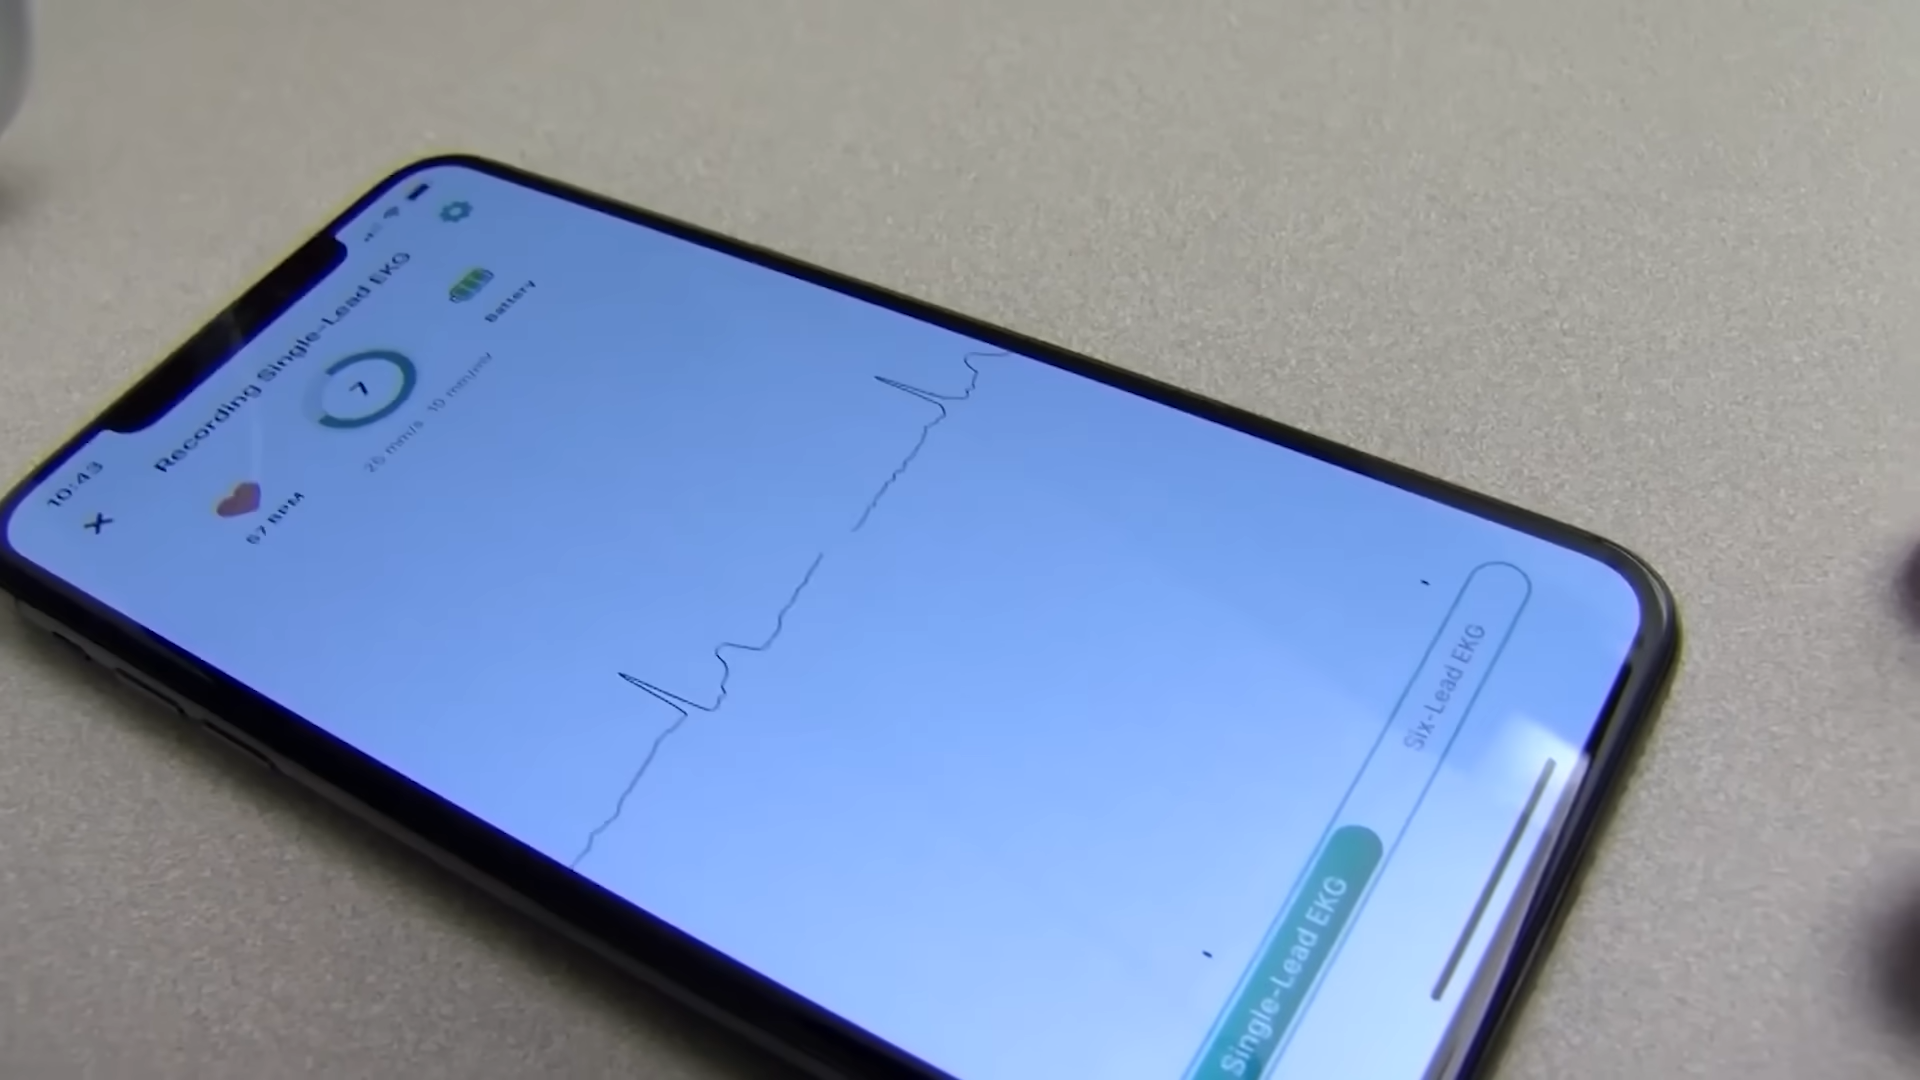 10:43
Recording Single-Lead EKG
67 BPM
7
Battery
25 mm/s 10 mm/mV
Six-Lead EKG
Single-Lead EKG